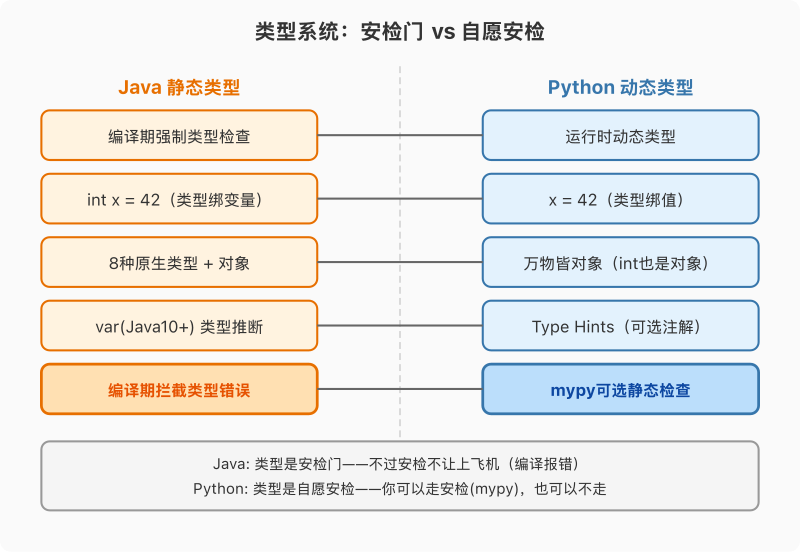 类型系统：安检门 vs 自愿安检
Java 静态类型
Python 动态类型
编译期强制类型检查
运行时动态类型
int x = 42（类型绑变量）
x = 42（类型绑值）
8种原生类型 + 对象
万物皆对象（int也是对象）
var(Java10+) 类型推断
Type Hints（可选注解）
编译期拦截类型错误
mypy可选静态检查
Java: 类型是安检门——不过安检不让上飞机（编译报错）
Python: 类型是自愿安检——你可以走安检(mypy)，也可以不走